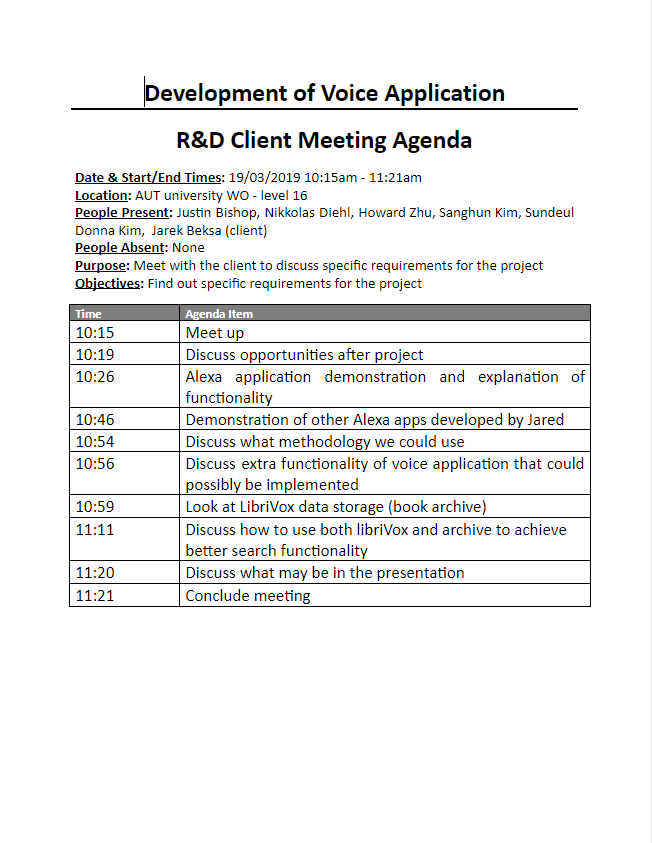 Development of Voice Application
R&D Client Meeting Agenda
Date & Start/End Times: 19/03/2019 10:15am - 11:21am
Location: AUT university WO - level 16
People Present: Justin Bishop, Nikkolas Diehl, Howard Zhu, Sanghun Kim, Sundeul
Donna Kim,  Jarek Beksa (client)
People Absent: None
Purpose: Meet with the client to discuss specific requirements for the project
Objectives: Find out specific requirements for the project
Time Agenda Item
10:15 Meet up
10:19 Discuss opportunities after project
10:26 Alexa application demonstration and explanation of
functionality
10:46 Demonstration of other Alexa apps developed by Jared
10:54 Discuss what methodology we could use
10:56 Discuss extra functionality of voice application that could
possibly be implemented
10:59 Look at LibriVox data storage (book archive)
11:11 Discuss how to use both libriVox and archive to achieve
better search functionality
11:20 Discuss what may be in the presentation
11:21 Conclude meeting